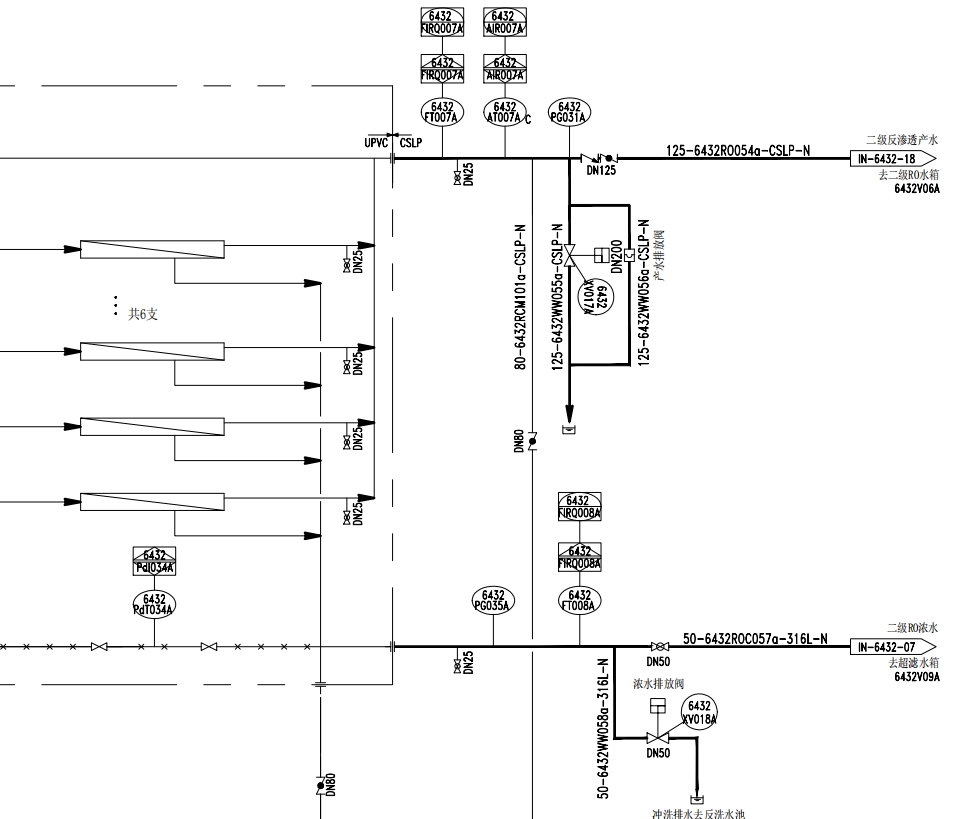 6432
FIRQ007A
6432
AIR007A
6432
FIRQ007A
6432
AIR007A
6432
FT007A
6432
AT007A
C
6432
PG031A
UPVC
CSLP
DN25
DN125
125-6432RO054a-CSLP-N
二级反渗透产水
IN-6432-18
去二级RO水箱
6432V06A
DN25
共6支
DN25
DN25
DN25
80-6432RCM101a-CSLP-N
125-6432WW055a-CSLP-N
6432
XV017A
DN200
125-6432WW056a-CSLP-N
产水排放阀
DN80
6432
FIRQ008A
6432
FIRQ008A
6432
PdI034A
6432
PdT034A
6432
PG035A
6432
FT008A
DN25
50-6432ROC057a-316L-N
DN50
二级RO浓水
IN-6432-07
去超滤水箱
6432V09A
50-6432WW058a-316L-N
浓水排放阀
6432
XV018A
DN50
DN80
冲洗排水去反洗水池